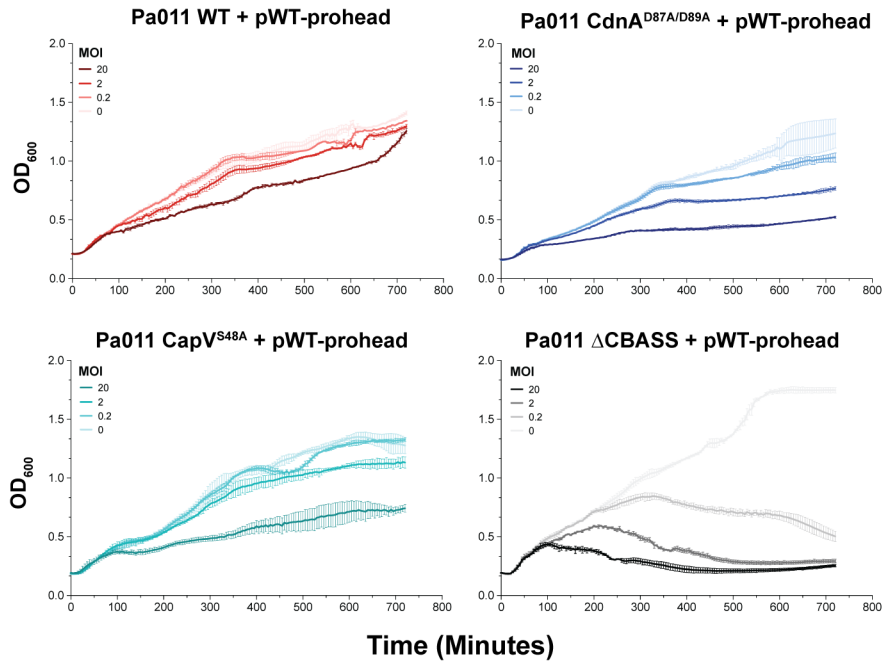 Pa011 WT + pWT-prohead
2.0
1.5
1.0
0.5
0.0
OD600
MOI
20
2
0.2
0
0 100 200 300 400 500 600 700 800
Pa011 CdnAD87A/D89A + pWT-prohead
2.0
1.5
1.0
0.5
0.0
MOI
20
2
0.2
0
0 100 200 300 400 500 600 700 800
Pa011 CapVS48A + pWT-prohead
2.0
1.5
1.0
0.5
0.0
OD600
MOI
20
2
0.2
0
0 100 200 300 400 500 600 700 800
Pa011 ΔCBASS + pWT-prohead
2.0
1.5
1.0
0.5
0.0
MOI
20
2
0.2
0
0 100 200 300 400 500 600 700 800
Time (Minutes)